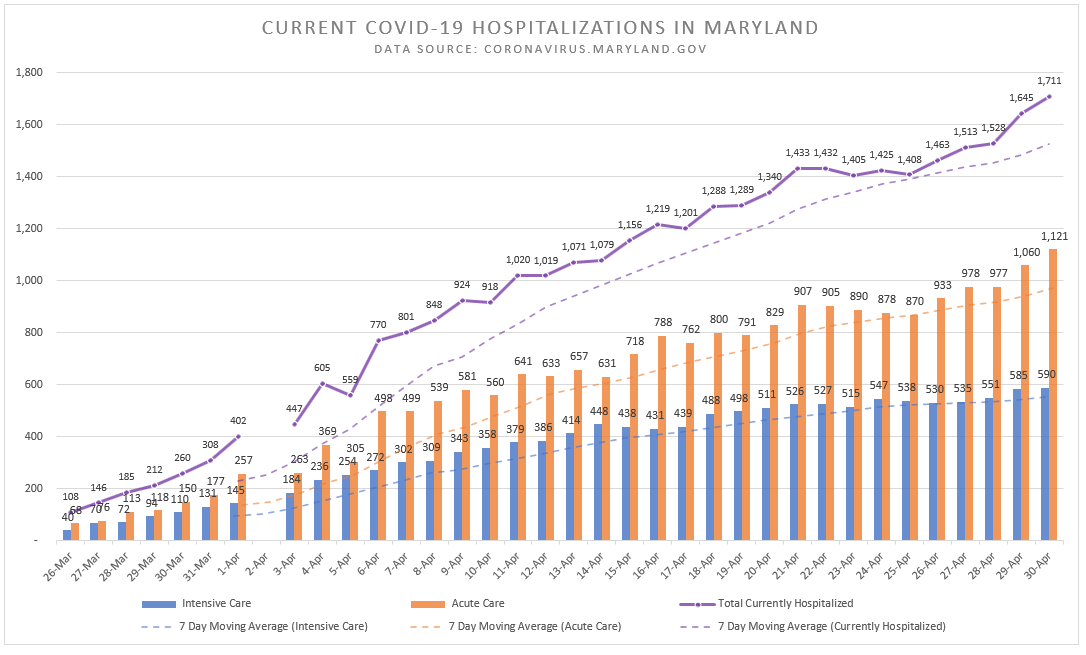 CURRENT COVID-19 HOSPITALIZATIONS IN MARYLAND
DATA SOURCE: CORONAVIRUS.MARYLAND.GOV
1,800
1,600
1,400
1,200
1,000
800
600
400
200
-
108 146 185 212 260 308 402 447 605 559 770 801 848 924 918 1,020 1,019 1,071 1,079 1,156 1,219 1,201 1,288 1,289 1,340 1,433 1,432 1,405 1,425 1,408 1,463 1,513 1,528 1,645 1,711
68 76 113 118 150 177 257 263 369 305 498 499 539 581 560 641 633 657 631 718 788 762 800 791 829 907 905 890 878 870 933 978 977 1,060 1,121
40 70 72 94 110 131 145 184 236 254 272 302 309 343 358 379 386 414 448 438 431 439 488 498 511 526 527 515 547 538 530 535 551 585 590
26-Mar 27-Mar 28-Mar 29-Mar 30-Mar 31-Mar 1-Apr 2-Apr 3-Apr 4-Apr 5-Apr 6-Apr 7-Apr 8-Apr 9-Apr 10-Apr 11-Apr 12-Apr 13-Apr 14-Apr 15-Apr 16-Apr 17-Apr 18-Apr 19-Apr 20-Apr 21-Apr 22-Apr 23-Apr 24-Apr 25-Apr 26-Apr 27-Apr 28-Apr 29-Apr 30-Apr
Intensive Care Acute Care Total Currently Hospitalized
7 Day Moving Average (Intensive Care) 7 Day Moving Average (Acute Care) 7 Day Moving Average (Currently Hospitalized)